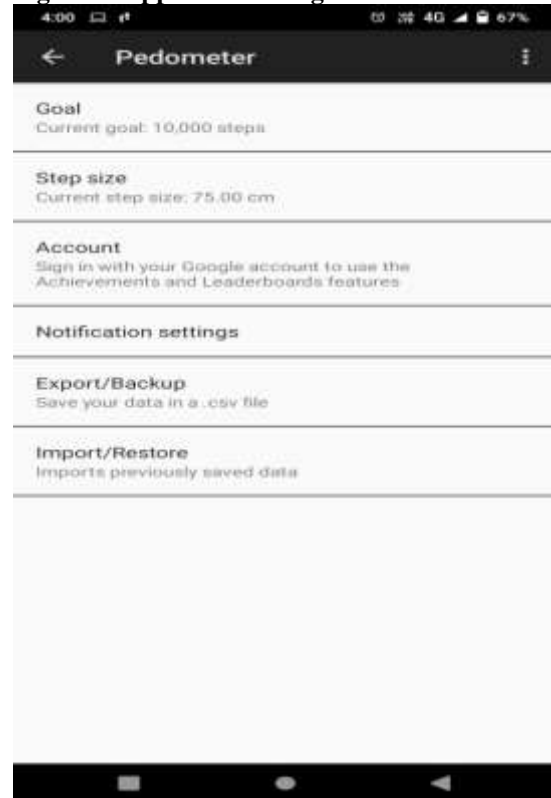 4:00 4G 67%
Pedometer
Goal
Current goal: 10,000 steps
Step size
Current step size: 75.00 cm
Account
Sign in with your Google account to use the
Achievements and Leaderboards features
Notification settings
Export/Backup
Save your data in a .csv file
Import/Restore
Imports previously saved data